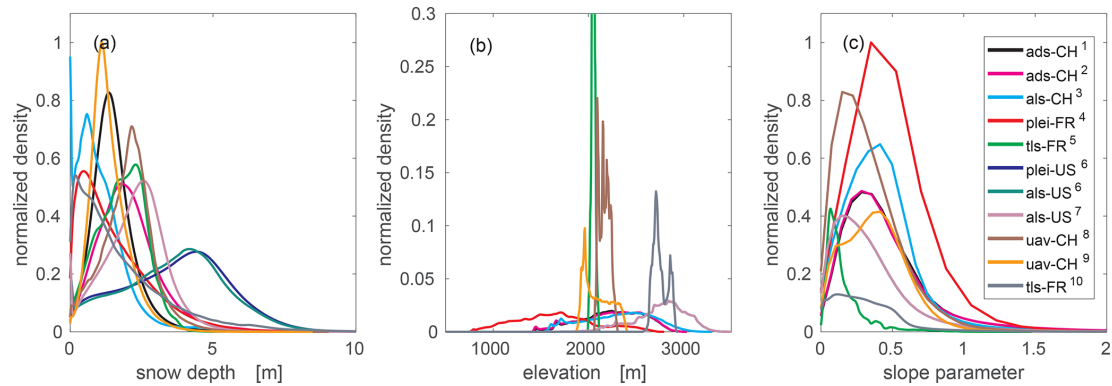 (a)
normalized density
1
0.8
0.6
0.4
0.2
0
0
5
10
snow depth [m]
(b)
normalized density
0.3
0.25
0.2
0.15
0.1
0.05
0
1000
2000
3000
elevation [m]
(c)
normalized density
1
0.8
0.6
0.4
0.2
0
0
0.5
1
1.5
2
slope parameter
ads-CH 1
ads-CH 2
als-CH 3
plei-FR 4
tls-FR 5
plei-US 6
als-US 6
als-US 7
uav-CH 8
uav-CH 9
tls-FR 10